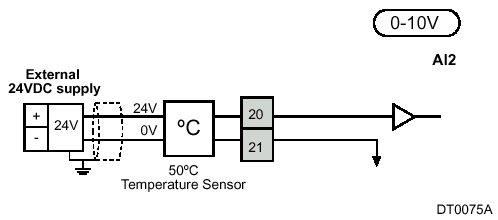 0-10V
AI2
External
24VDC supply
+
-
24V
24V
0V
ºC
20
21
50ºC
Temperature Sensor
DT0075A